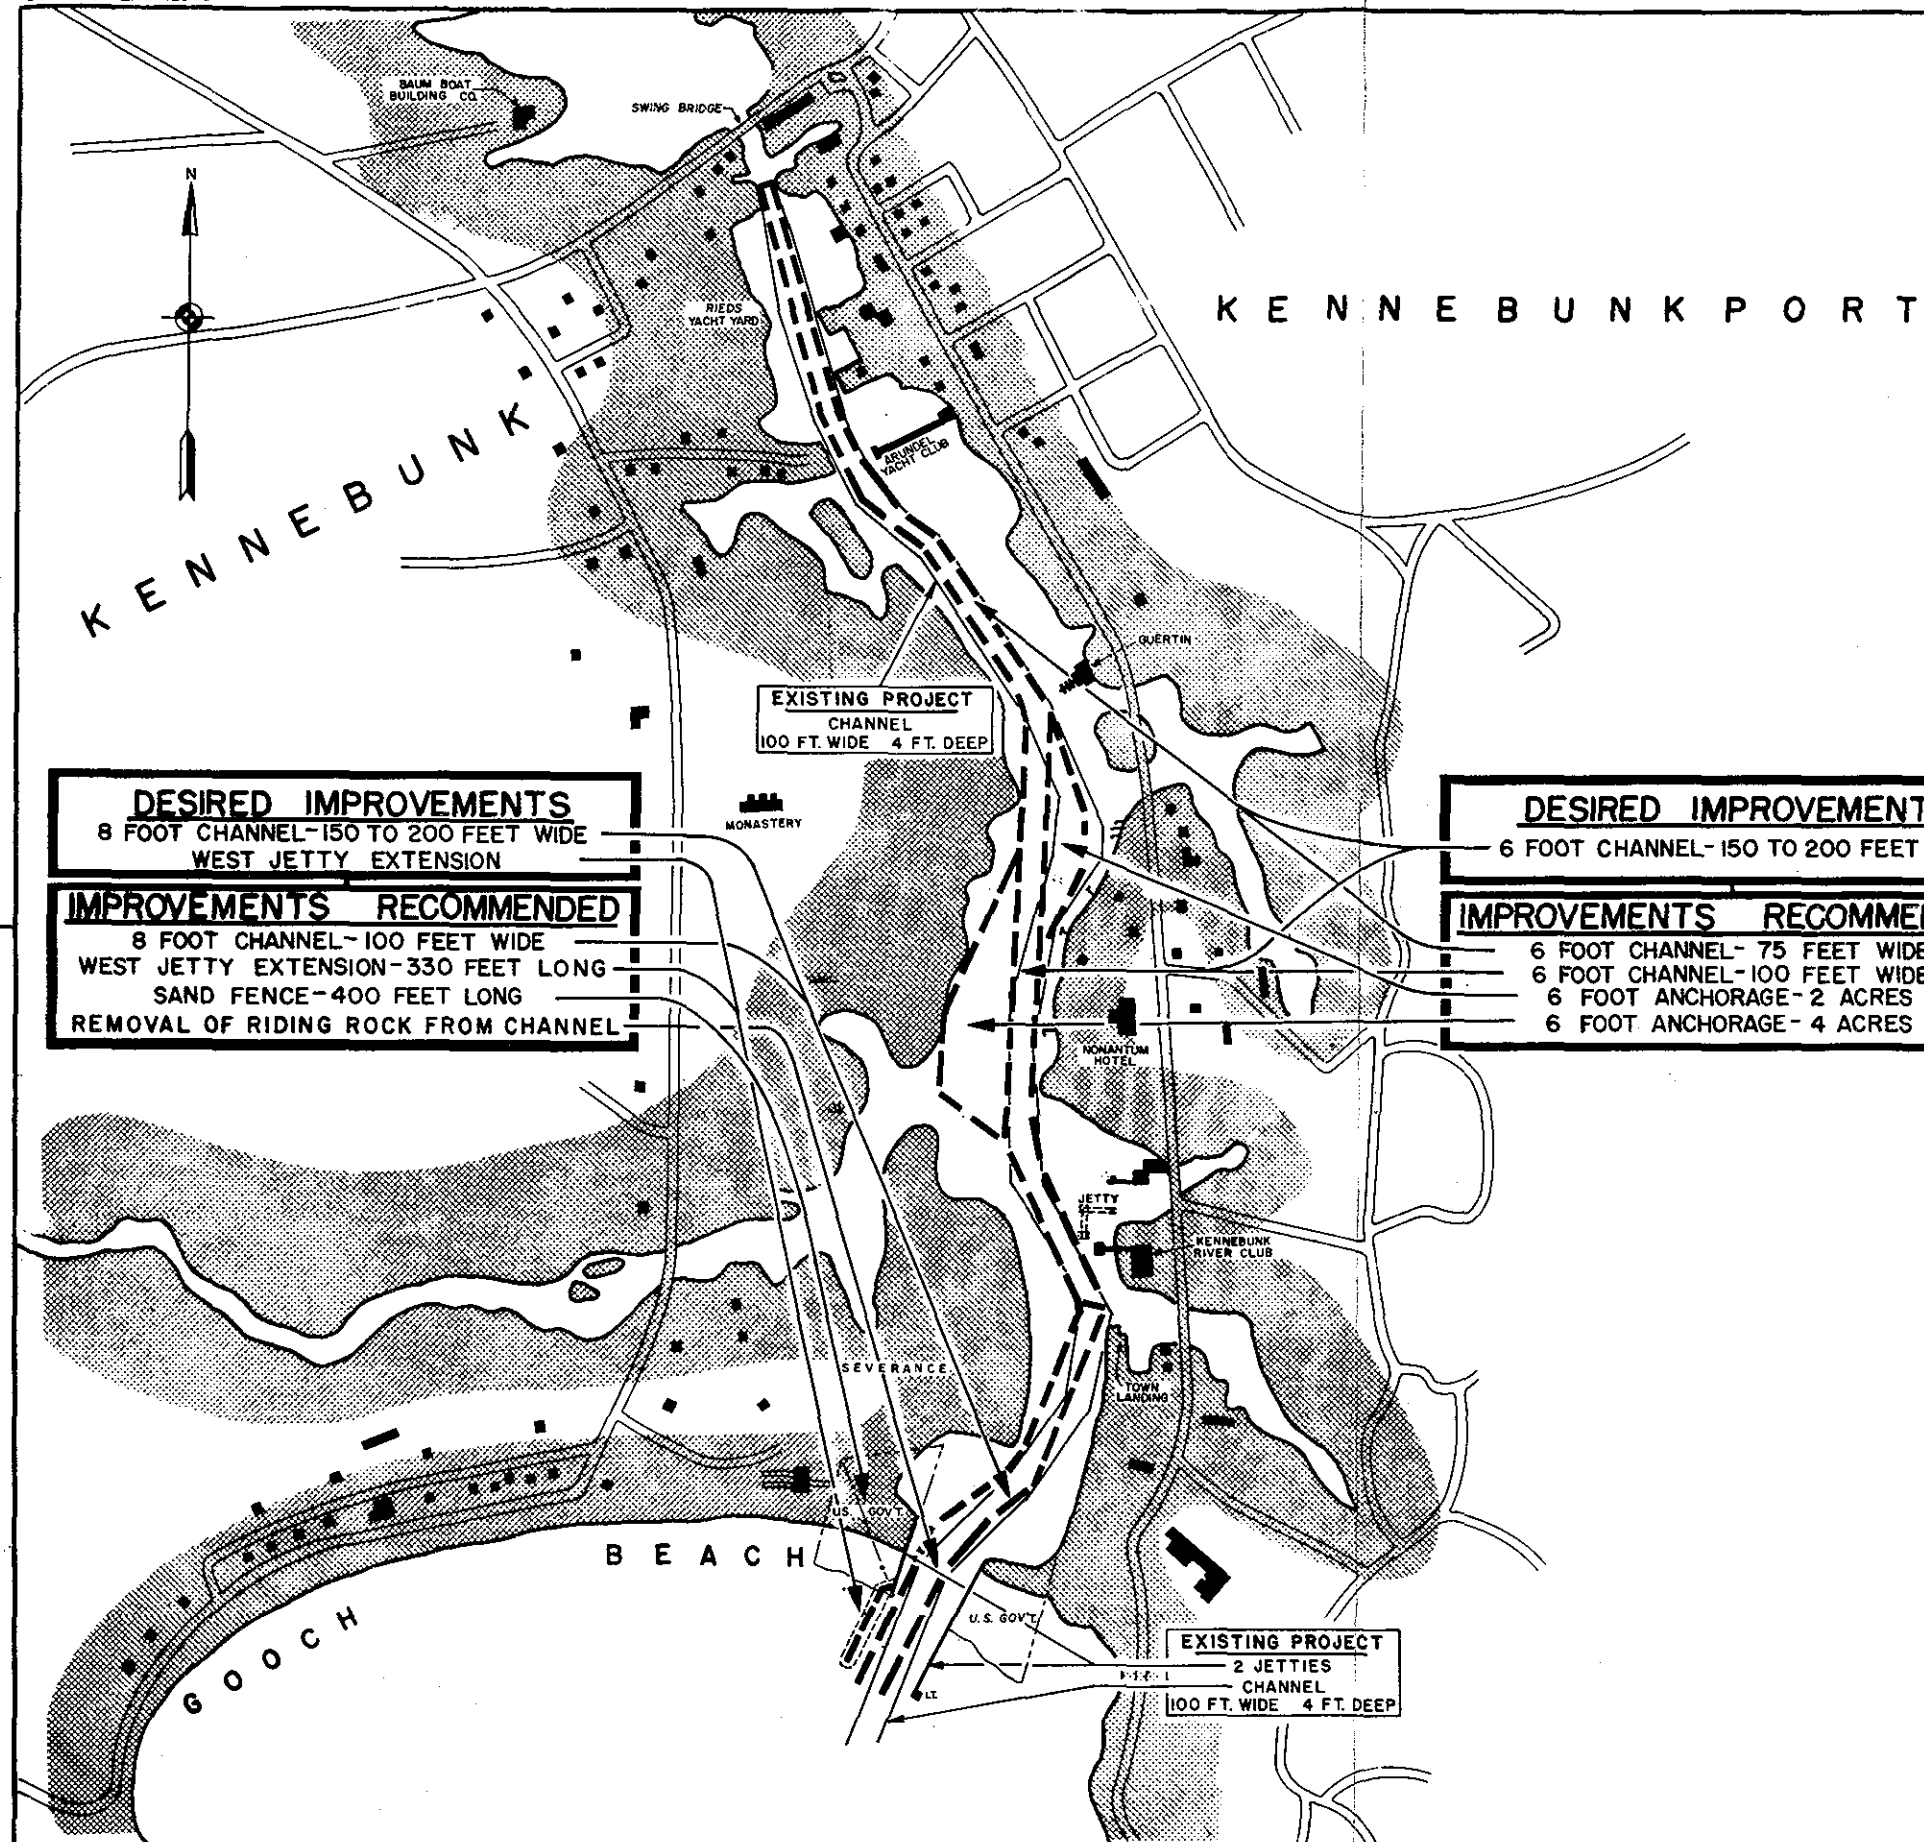 BAUM BOAT
BUILDING CO.
SWING BRIDGE
N
RIEDS
YACHT YARD
KENNEBUNKPORT
KENNEBUNK
ARUNDEL
YACHT CLUB
GUERTIN
EXISTING PROJECT
CHANNEL
100 FT. WIDE 4 FT. DEEP
MONASTERY
DESIRED IMPROVEMENTS
8 FOOT CHANNEL-150 TO 200 FEET WIDE
WEST JETTY EXTENSION
IMPROVEMENTS RECOMMENDED
8 FOOT CHANNEL-100 FEET WIDE
WEST JETTY EXTENSION-330 FEET LONG
SAND FENCE-400 FEET LONG
REMOVAL OF RIDING ROCK FROM CHANNEL
DESIRED IMPROVEMENT
6 FOOT CHANNEL-150 TO 200 FEET
IMPROVEMENTS RECOMME
6 FOOT CHANNEL- 75 FEET WIDE
6 FOOT CHANNEL-100 FEET WIDE
6 FOOT ANCHORAGE- 2 ACRES
6 FOOT ANCHORAGE- 4 ACRES
NONANTUM
HOTEL
JETTY
KENNEBUNK
RIVER CLUB
SEVERANCE
TOWN
LANDING
U.S. GOV'T.
BEACH
GOOCH
U.S. GOV'T.
LT.
EXISTING PROJECT
2 JETTIES
CHANNEL
100 FT. WIDE 4 FT. DEEP